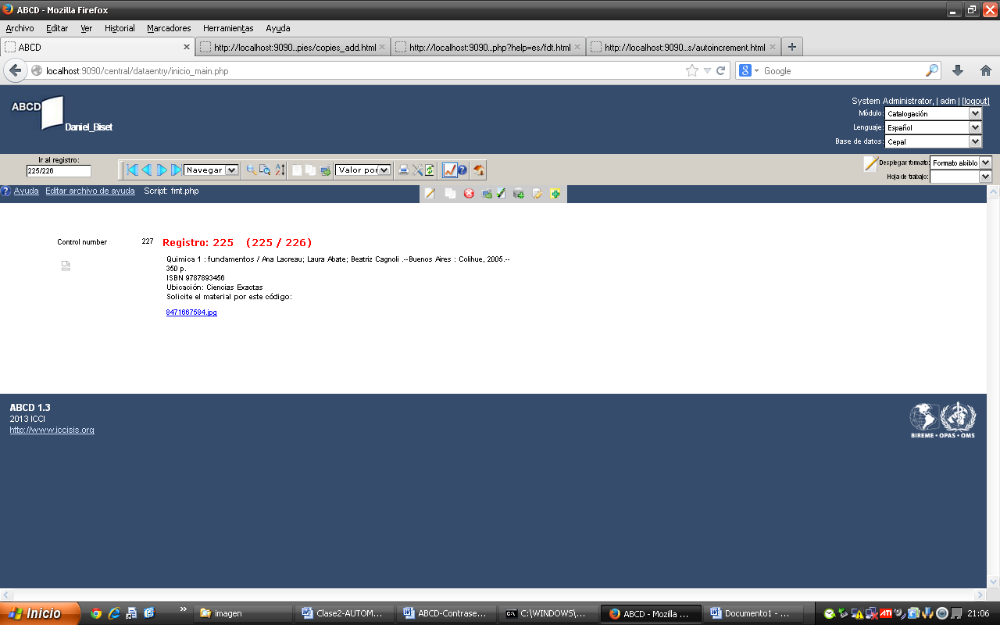 ABCD - Mozilla Firefox
Archivo Editar Ver Historial Marcadores Herramientas Ayuda
ABCD
http://localhost:9090...pies/copies_add.html
http://localhost:9090....php?help=es/fdt.html
http://localhost:9090...s/autoincrement.html
localhost:9090/central/dataentry/inicio_main.php
Google
ABCD
Daniel_Biset
System Administrator, | adm | [logout]
Módulo: Catalogación
Lenguaje: Español
Base de datos: Cepal
Ir al registro:
225/226
Navegar
Valor por
Desplegar formato: Formato abiblo
Hoja de trabajo:
Ayuda Editar archivo de ayuda Script: fmt.php
Control number 227 Registro: 225 (225 / 226)
Quimica 1 : fundamentos / Ana Lacreau; Laura Abate; Beatriz Cagnoli .--Buenos Aires : Colihue, 2005.--
350 p.
ISBN 9787893456
Ubicación: Ciencias Exactas
Solicite el material por este código:
8471667584.jpg
ABCD 1.3
2013 ICCI
http://www.iccisis.org
BIREME • OPAS • OMS
Inicio
imagen
Clase2-AUTOM...
ABCD-Contrase...
C:\WINDOWS\...
ABCD - Mozilla ...
Documento1 - ...
ATI
21:06